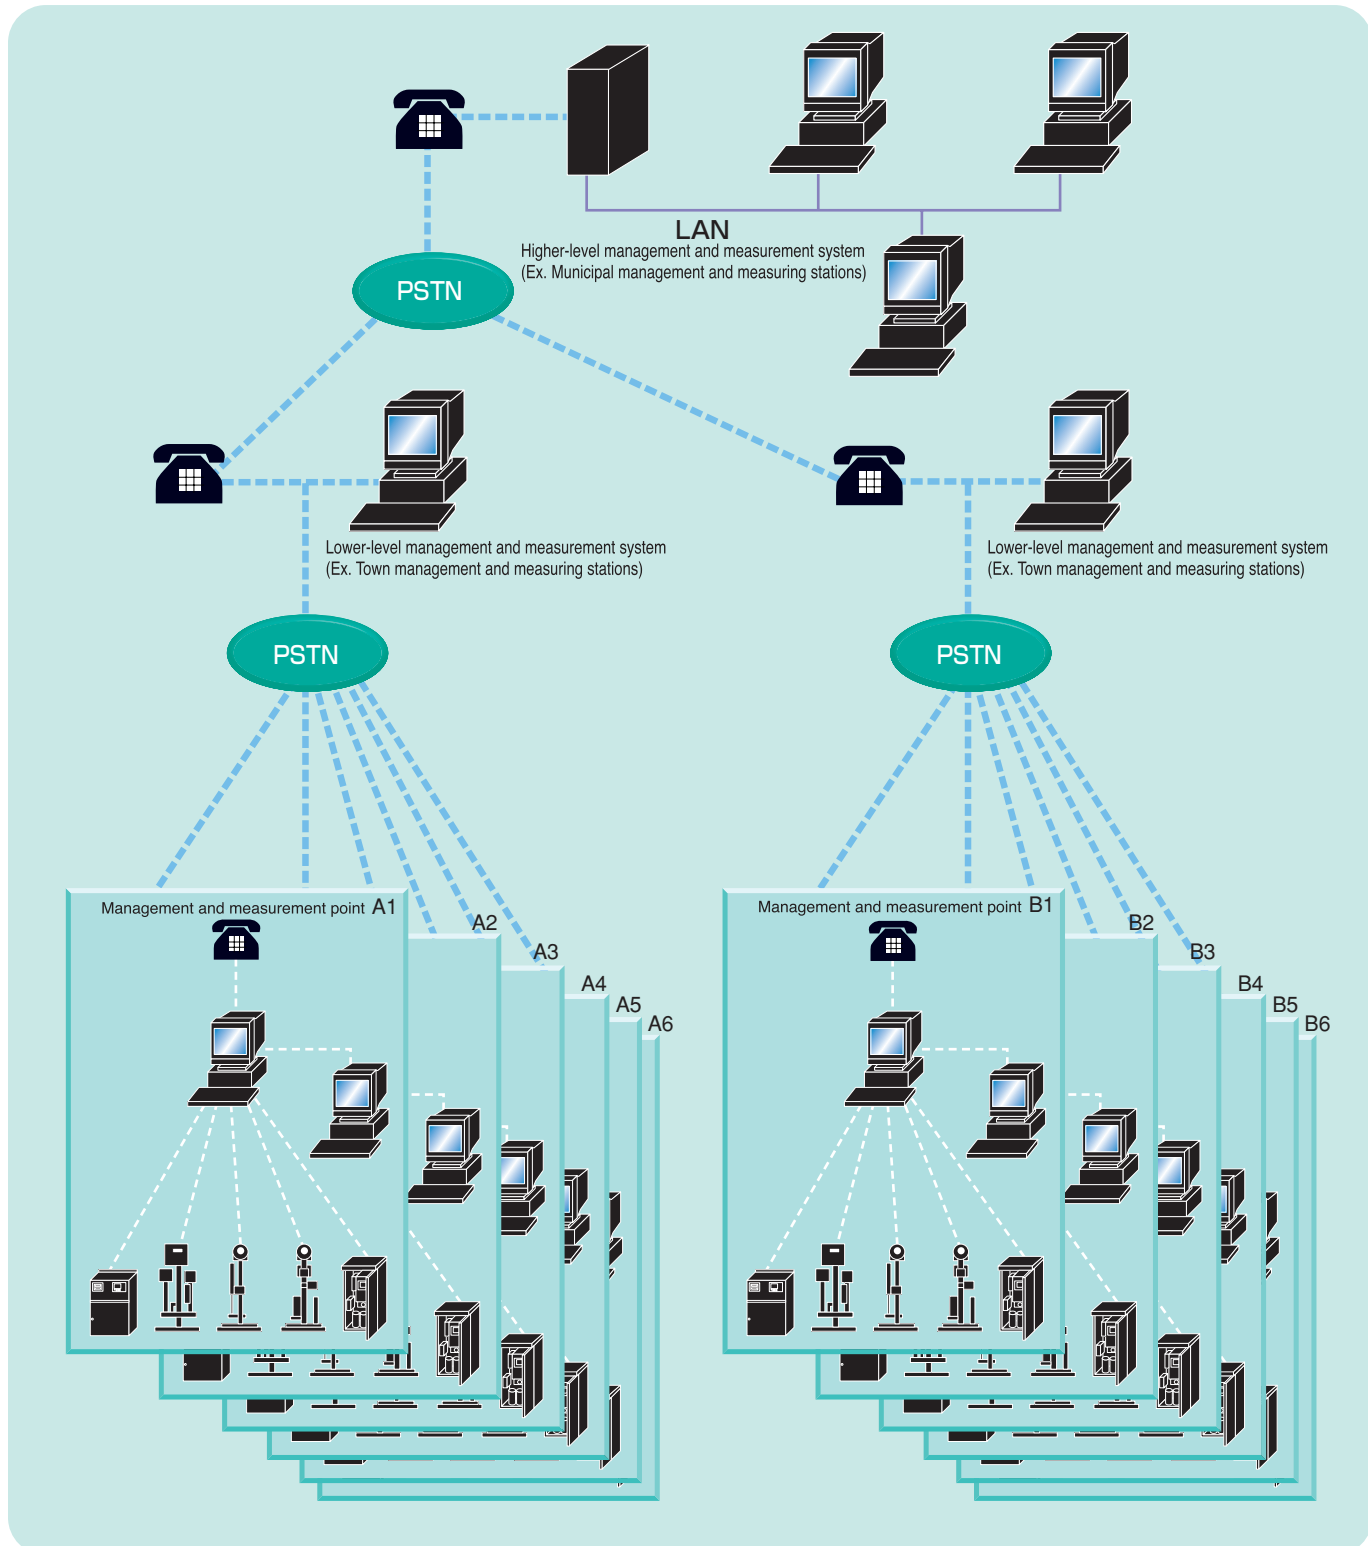 LAN
Higher-level management and measurement system
(Ex. Municipal management and measuring stations)
PSTN
Lower-level management and measurement system
(Ex. Town management and measuring stations)
Lower-level management and measurement system
(Ex. Town management and measuring stations)
PSTN
PSTN
Management and measurement point A1
A2
A3
A4
A5
A6
Management and measurement point B1
B2
B3
B4
B5
B6